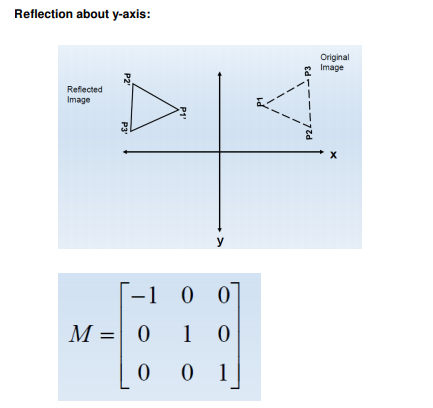 Reflection about y-axis:
Original
Image
Reflected
Image
P2'
P3'
P1'
P1
P3
P2
x
y
M = [ −1 0 0
0 1 0
0 0 1 ]